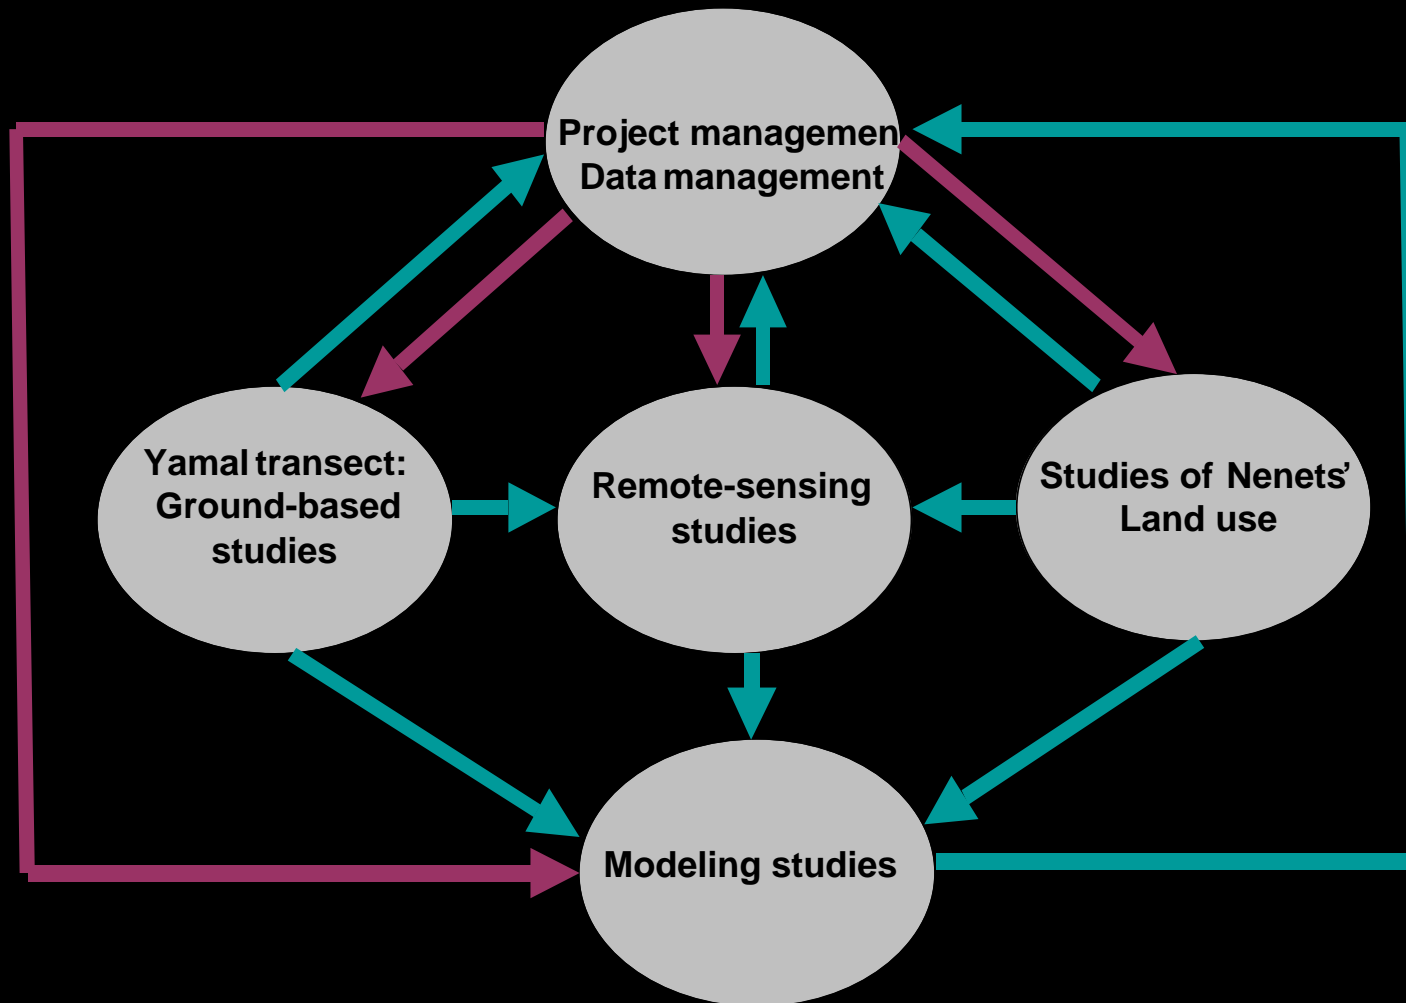 Project managemen
Data management
Yamal transect:
Ground-based
studies
Remote-sensing
studies
Studies of Nenets’
Land use
Modeling studies